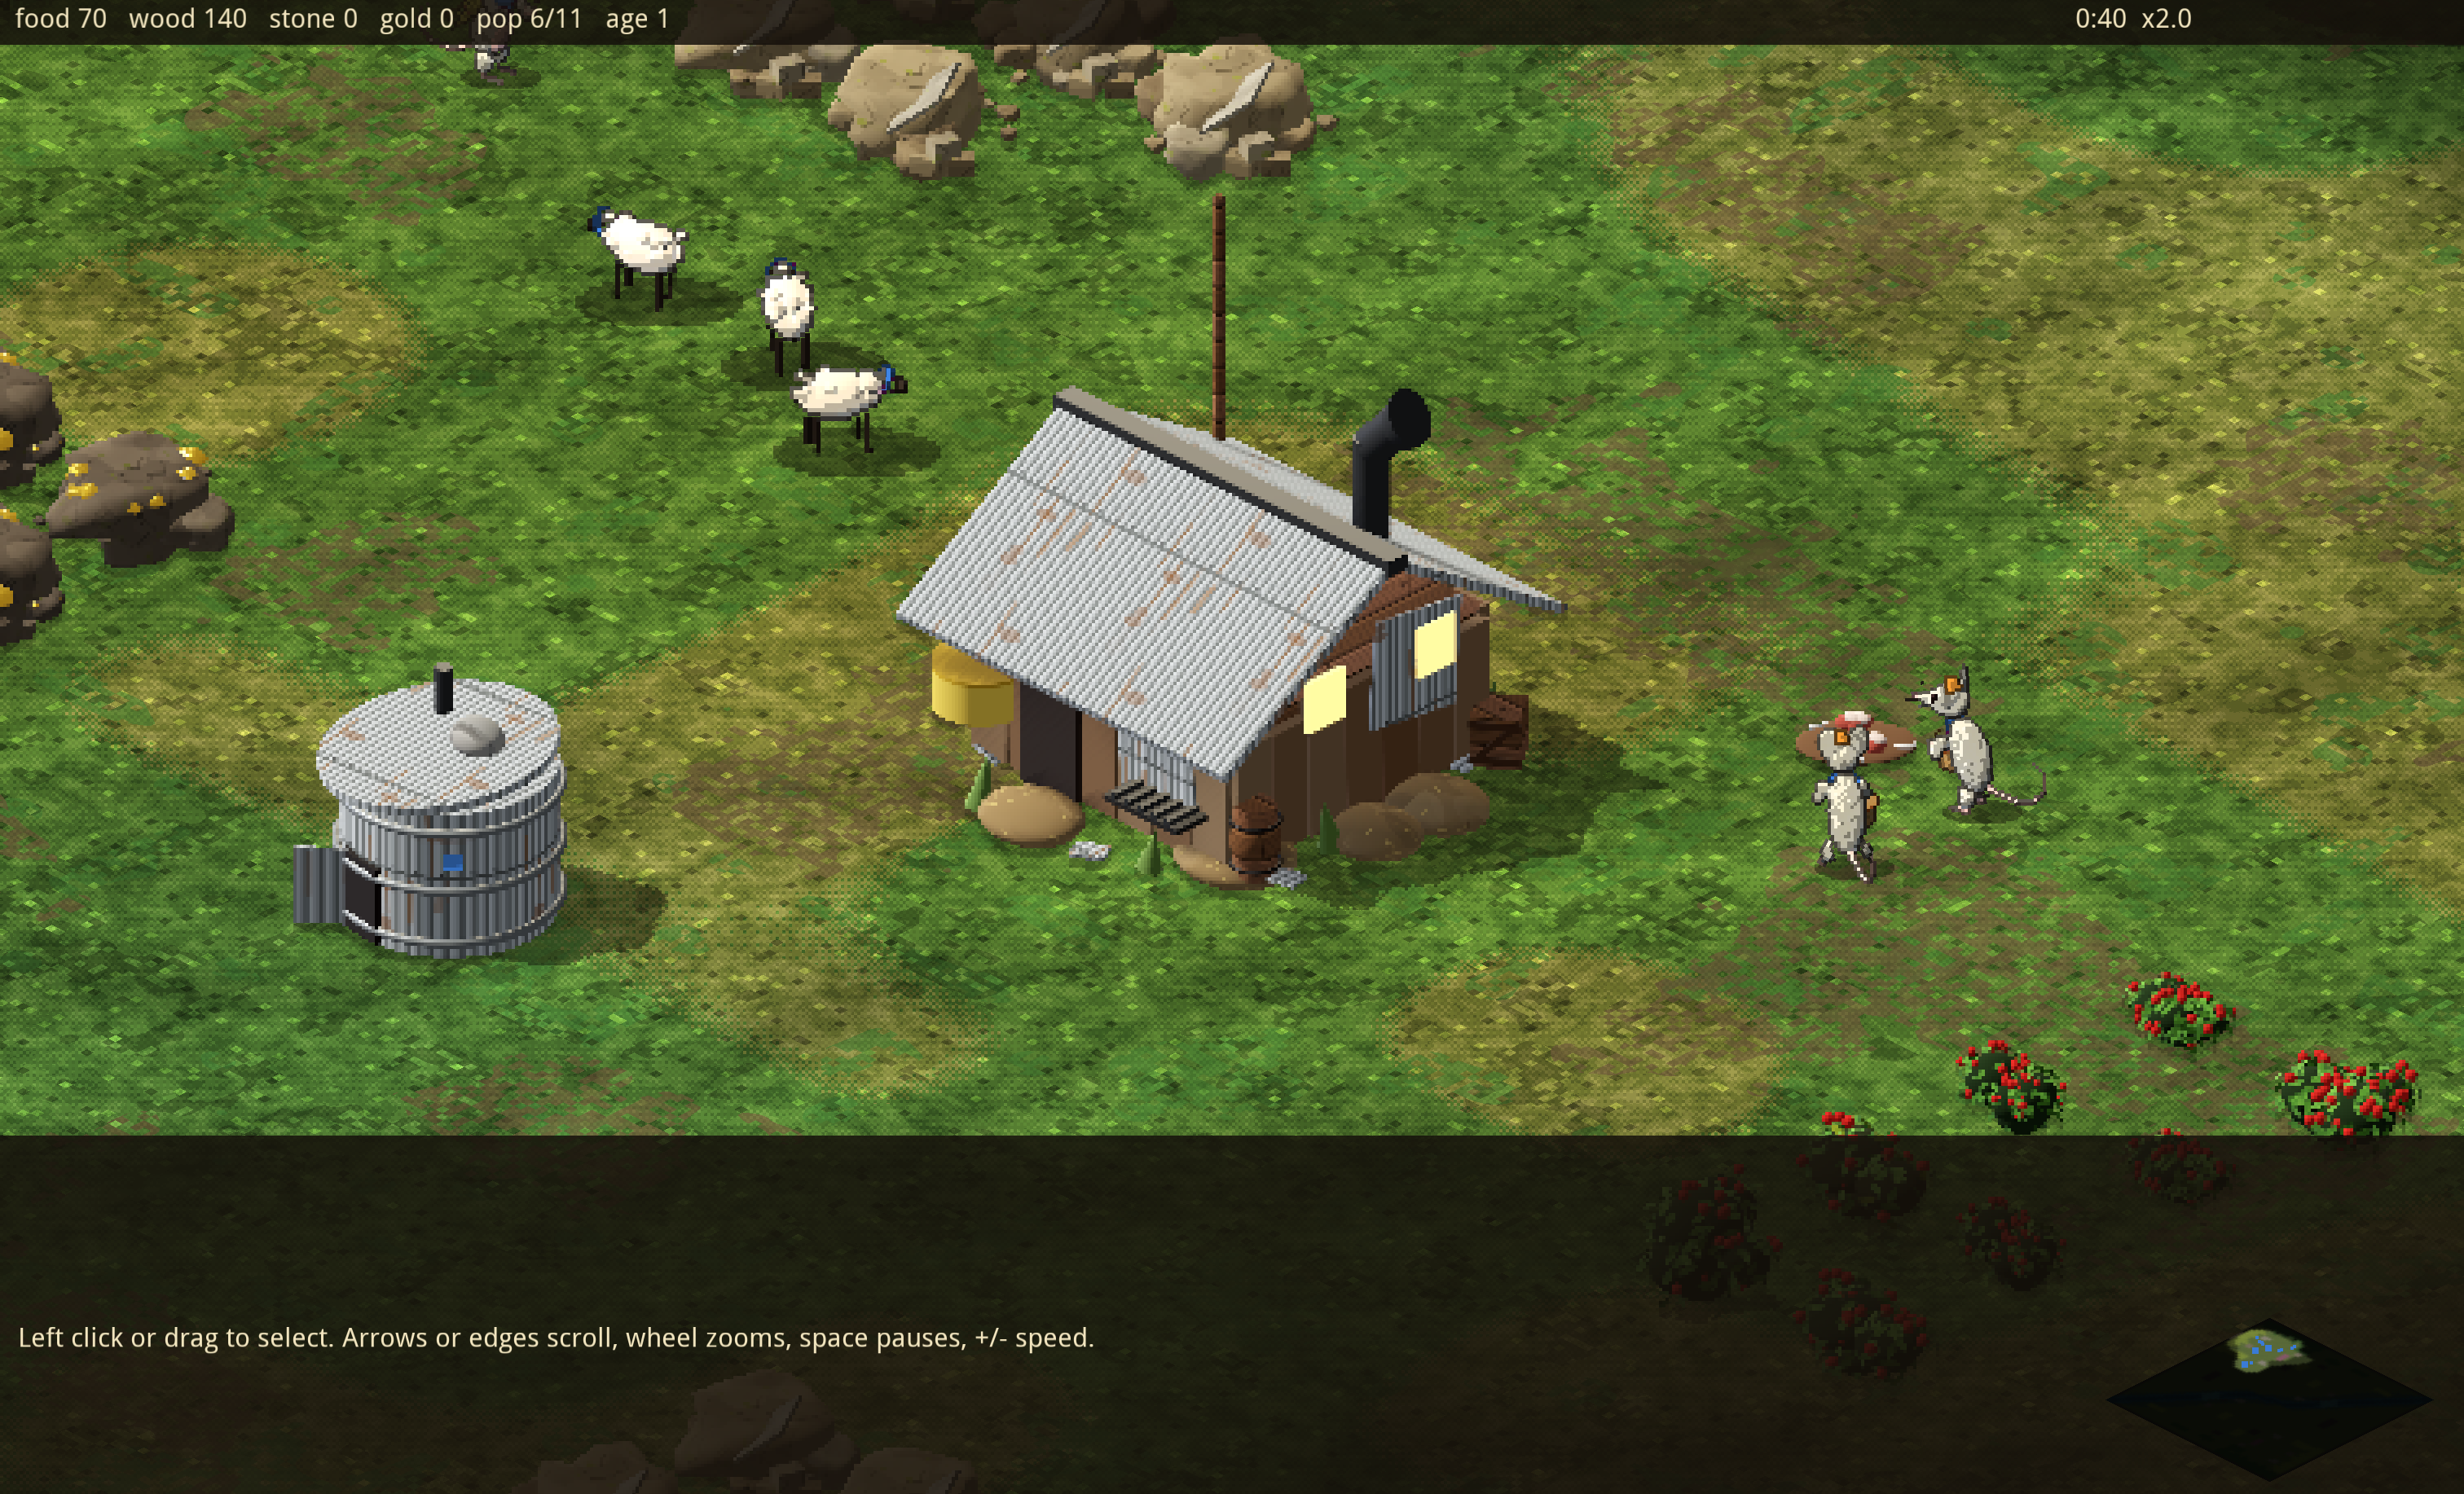 food 70 wood 140 stone 0 gold 0 pop 6/11 age 1
0:40 x2.0
Left click or drag to select. Arrows or edges scroll, wheel zooms, space pauses, +/- speed.